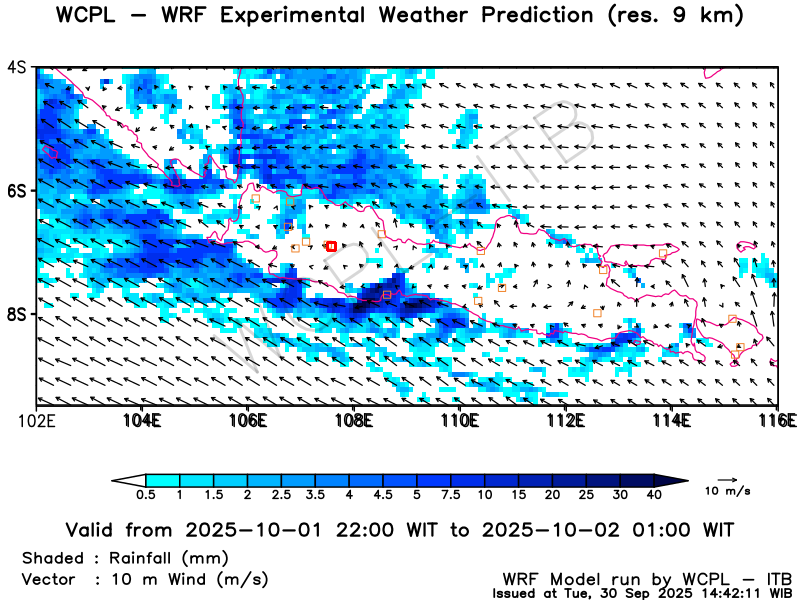 WCPL – WRF Experimental Weather Prediction (res. 9 km)
4S
6S
8S
102E 104E 106E 108E 110E 112E 114E 116E
WCPL ITB
0.5 1 1.5 2 2.5 3.5 4 4.5 5 7.5 10 15 20 25 30 40
10 m/s
Valid from 2025–10–01 22:00 WIT to 2025–10–02 01:00 WIT
Shaded : Rainfall (mm)
Vector : 10 m Wind (m/s)
WRF Model run by WCPL – ITB
Issued at Tue, 30 Sep 2025 14:42:11 WIB